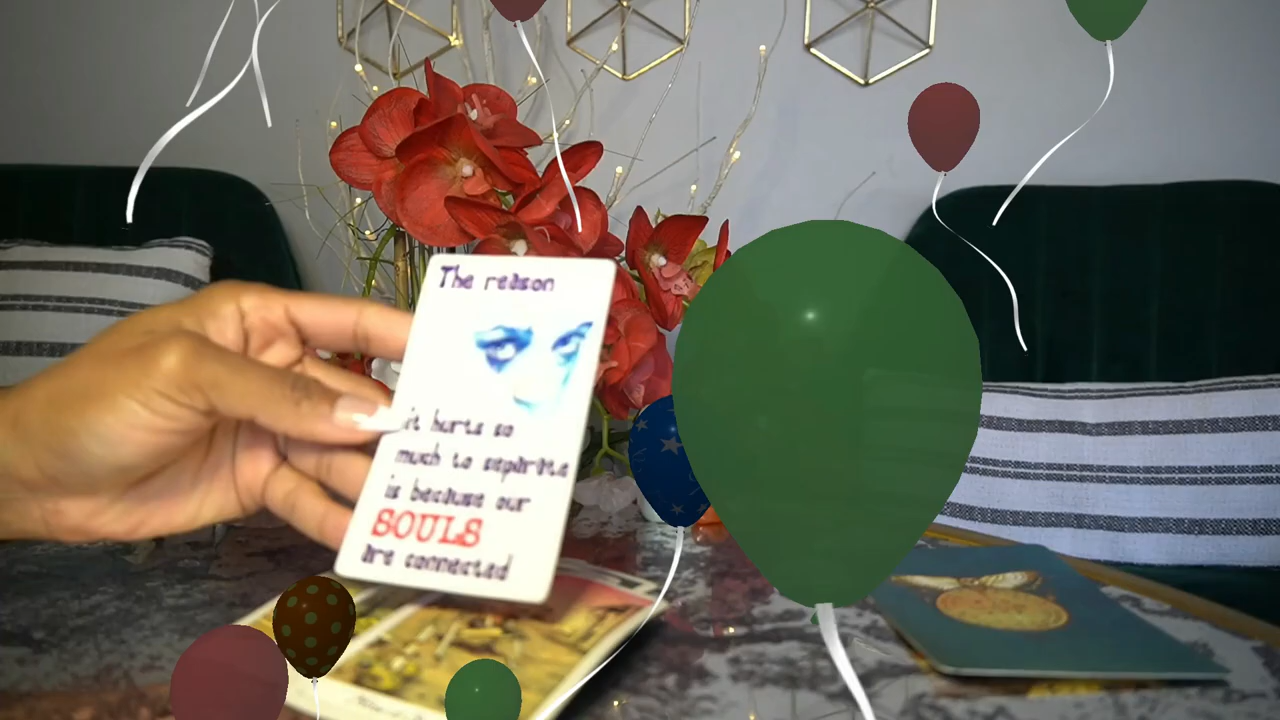 The reason
it hurts so
much to separate
is because our
SOULS
are connected